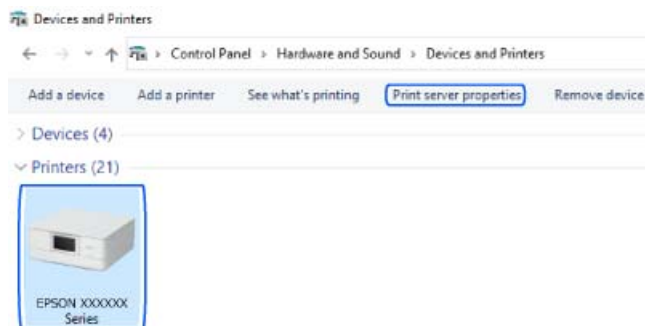 Devices and Printers
Control Panel > Hardware and Sound > Devices and Printers
Add a device Add a printer See what's printing Print server properties Remove device
> Devices (4)
Printers (21)
EPSON XXXXXX
Series